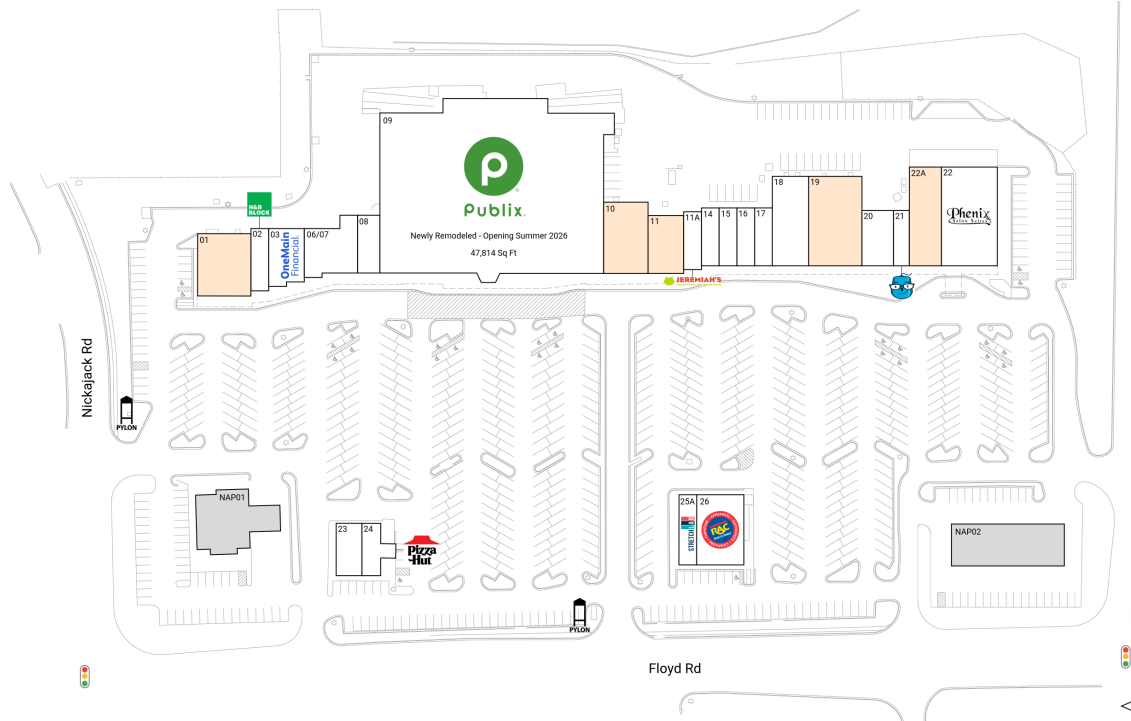 09
Publix.
Newly Remodeled - Opening Summer 2026
47,814 Sq Ft
H&R
BLOCK
01
02
03
OneMain
Financial.
06/07
08
10
11
11A
14
15
16
17
18
19
20
21
22A
22
Phenix
Salon Suites
JEREMIAH'S
Nickajack Rd
PYLON
NAP01
23
24
Pizza
Hut
25A
26
STRETCH
RAC
NAP02
PYLON
Floyd Rd